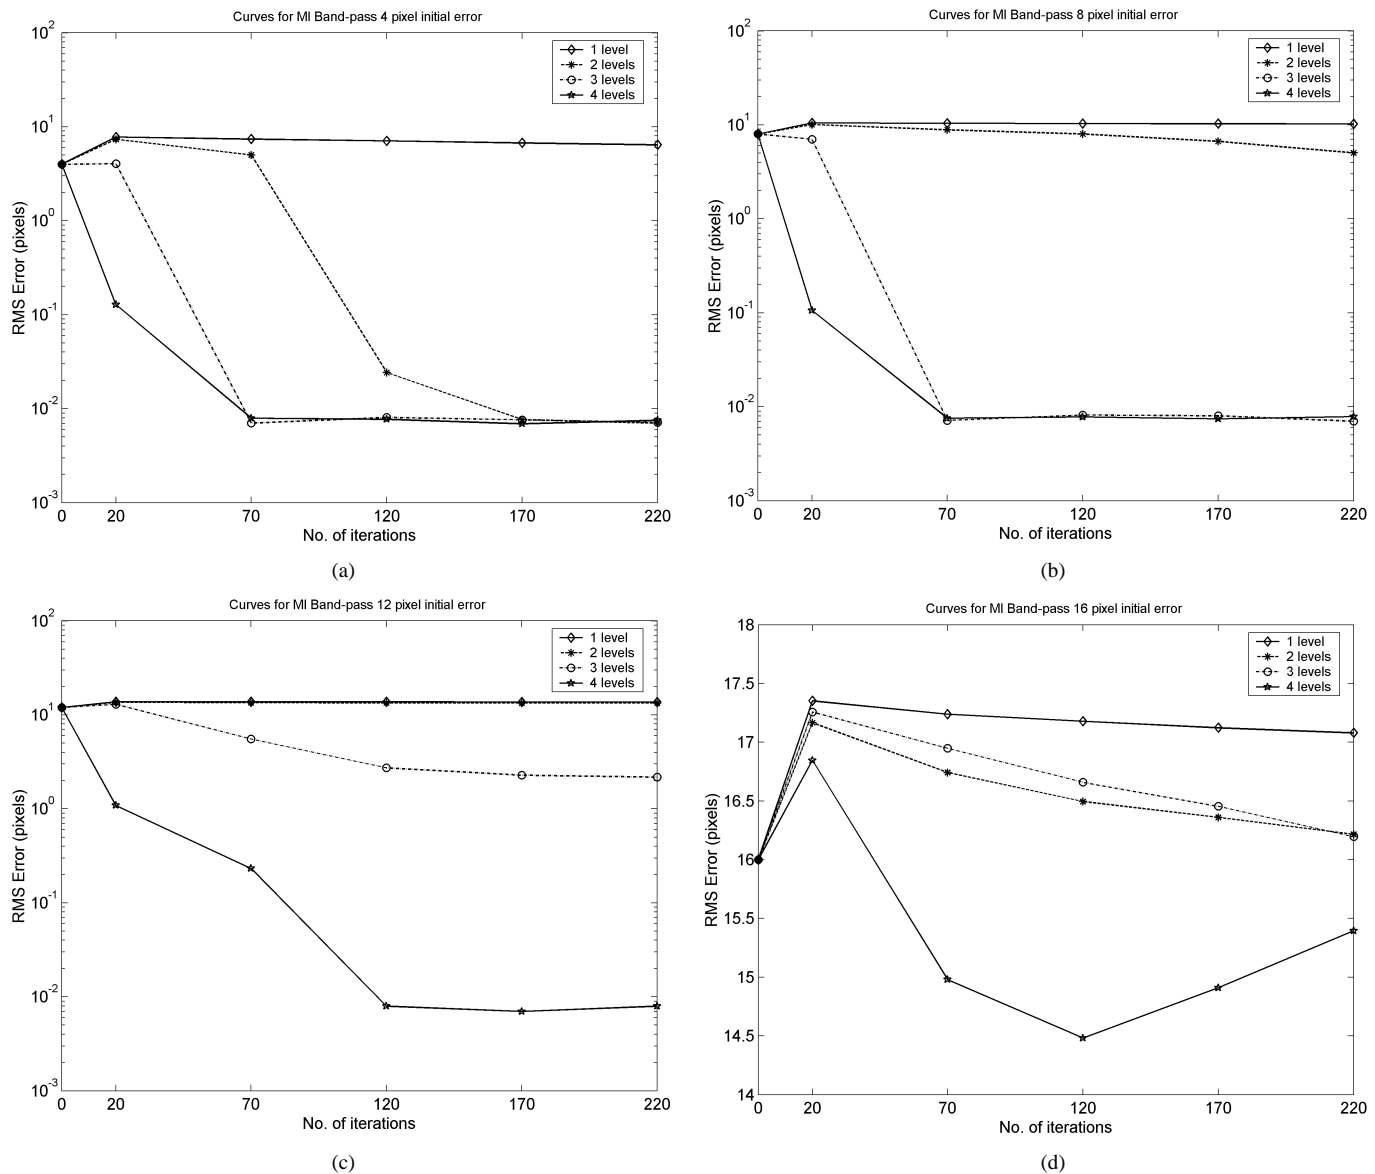 Curves for MI Band-pass 4 pixel initial error
10^2
10^1
10^0
10^-1
10^-2
10^-3
RMS Error (pixels)
1 level
2 levels
3 levels
4 levels
0 20 70 120 170 220
No. of iterations
(a)
Curves for MI Band-pass 8 pixel initial error
10^2
10^1
10^0
10^-1
10^-2
10^-3
RMS Error (pixels)
1 level
2 levels
3 levels
4 levels
0 20 70 120 170 220
No. of iterations
(b)
Curves for MI Band-pass 12 pixel initial error
10^2
10^1
10^0
10^-1
10^-2
10^-3
RMS Error (pixels)
1 level
2 levels
3 levels
4 levels
0 20 70 120 170 220
No. of iterations
(c)
Curves for MI Band-pass 16 pixel initial error
18
17.5
17
16.5
16
15.5
15
14.5
14
RMS Error (pixels)
1 level
2 levels
3 levels
4 levels
0 20 70 120 170 220
No. of iterations
(d)